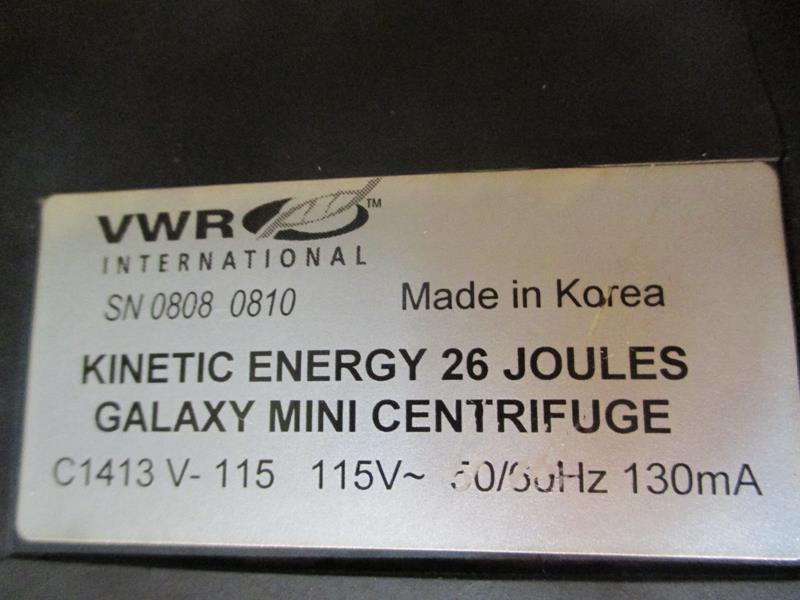 VWR™
INTERNATIONAL
SN 0808 0810 Made in Korea
KINETIC ENERGY 26 JOULES
GALAXY MINI CENTRIFUGE
C1413 V- 115 115V~ 50/60Hz 130mA